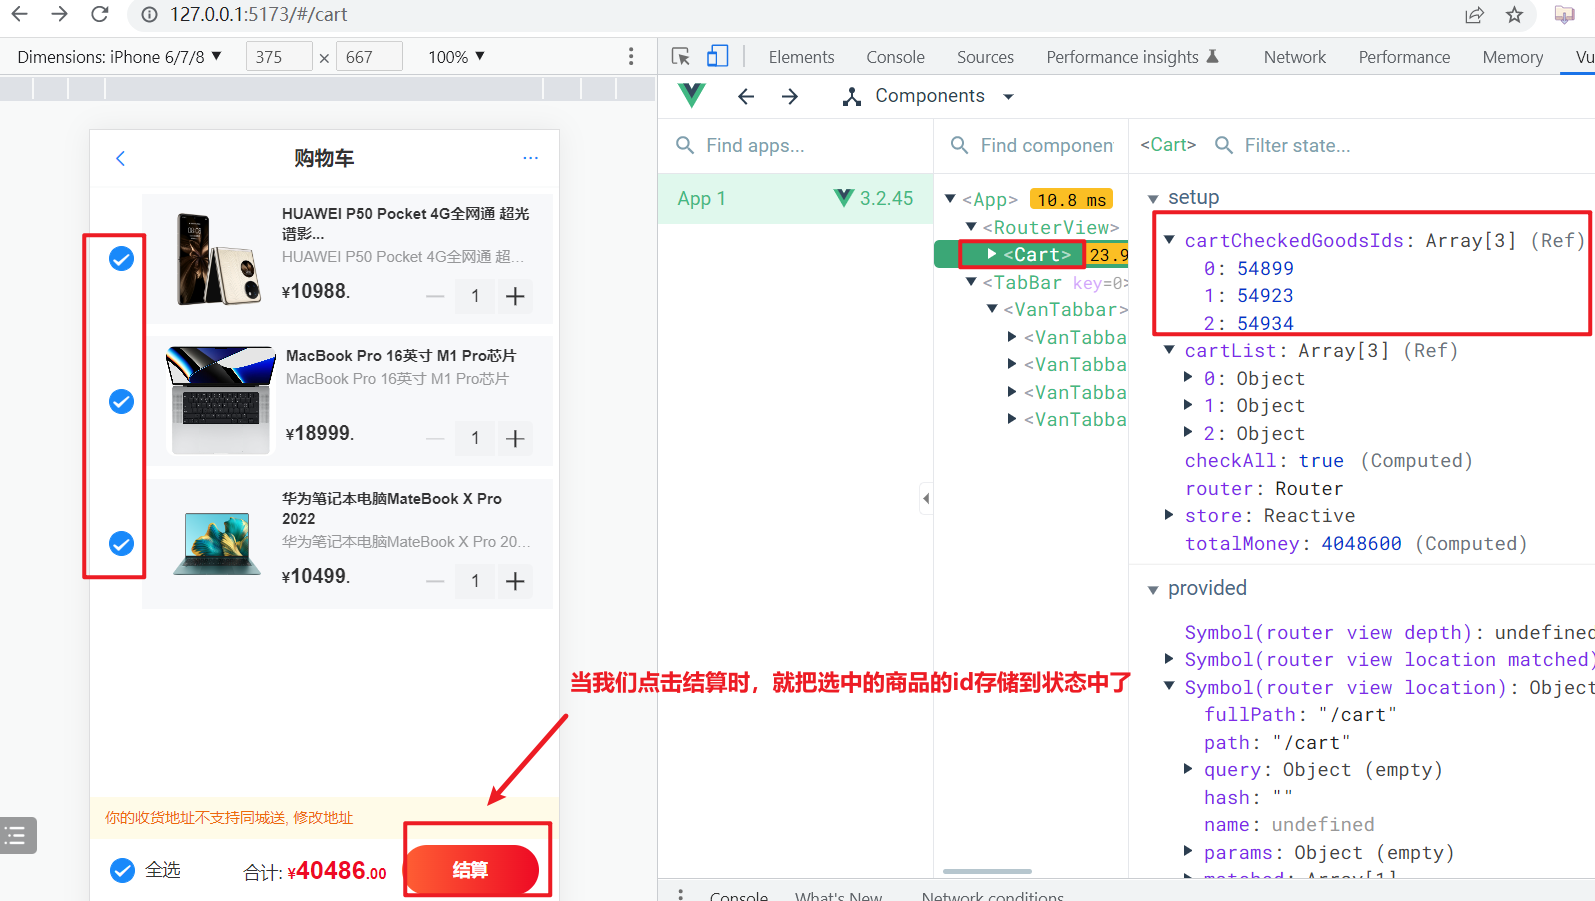 127.0.0.1:5173/#/cart
Dimensions: iPhone 6/7/8 ▼ 375 × 667 100% ▼
Elements Console Sources Performance insights Network Performance Memory Vu
Components
Find apps...
Find componen
<Cart> Filter state...
App 1 3.2.45
<App> 10.8 ms
<RouterView>
<Cart> 23.9
<TabBar key=0>
<VanTabbar>
<VanTabba
<VanTabba
<VanTabba
<VanTabba
setup
cartCheckedGoodsIds: Array[3] (Ref)
0: 54899
1: 54923
2: 54934
cartList: Array[3] (Ref)
0: Object
1: Object
2: Object
checkAll: true (Computed)
router: Router
store: Reactive
totalMoney: 4048600 (Computed)
provided
Symbol(router view depth): undefined
Symbol(router view location matched)
Symbol(router view location): Object
fullPath: "/cart"
path: "/cart"
query: Object (empty)
hash: ""
name: undefined
params: Object (empty)
matched: Array[1]
购物车
HUAWEI P50 Pocket 4G全网通 超光
谱影...
HUAWEI P50 Pocket 4G全网通 超...
¥10988.
1
MacBook Pro 16英寸 M1 Pro芯片
MacBook Pro 16英寸 M1 Pro芯片
¥18999.
1
华为笔记本电脑MateBook X Pro
2022
华为笔记本电脑MateBook X Pro 20...
¥10499.
1
当我们点击结算时，就把选中的商品的id存储到状态中了
你的收货地址不支持同城送, 修改地址
全选 合计: ¥40486.00 结算
Console What's New Network conditions